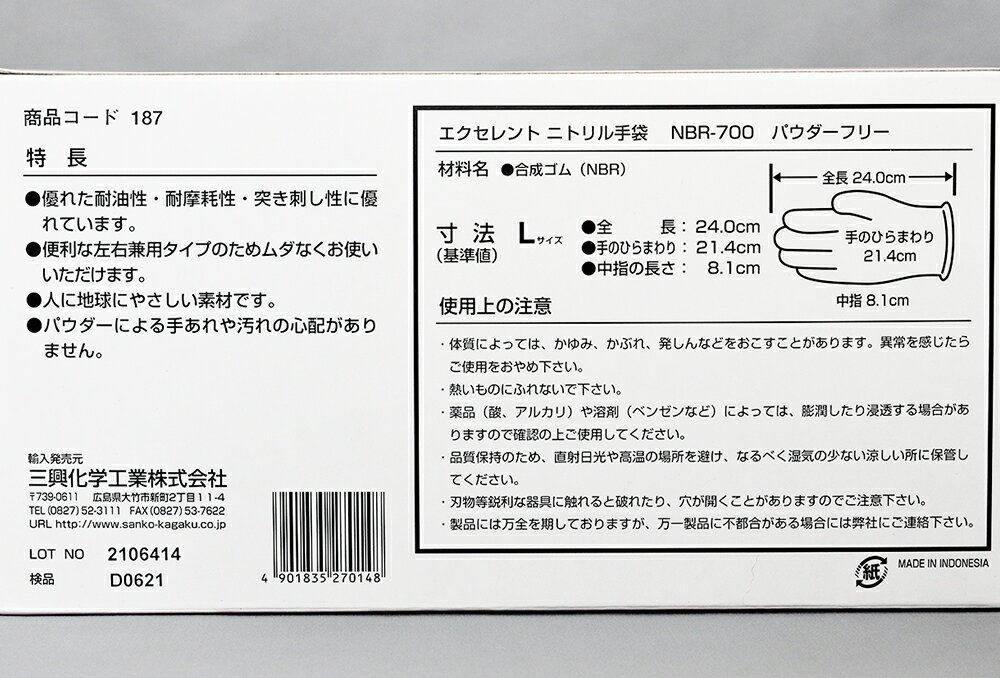 商品コード 187
特 長
●優れた耐油性・耐摩耗性・突き刺し性に優
れています。
●便利な左右兼用タイプのためムダなくお使い
いただけます。
●人に地球にやさしい素材です。
●パウダーによる手あれや汚れの心配があり
ません。
輸入発売元
三興化学工業株式会社
〒739-0611 広島県大竹市新町2丁目11-4
TEL (0827) 52-3111 FAX (0827) 53-7622
URL http://www.sanko-kagaku.co.jp
LOT NO 2106414
検品 D0621
4 901835 270148
エクセレント ニトリル手袋 NBR-700 パウダーフリー
材料名 ●合成ゴム（NBR）
寸 法 Lサイズ ●全 長：24.0cm
（基準値） ●手のひらまわり：21.4cm
●中指の長さ： 8.1cm
全長 24.0cm
手のひらまわり
21.4cm
中指 8.1cm
使用上の注意
・体質によっては、かゆみ、かぶれ、発しんなどをおこすことがあります。異常を感じたら
ご使用をおやめ下さい。
・熱いものにふれないで下さい。
・薬品（酸、アルカリ）や溶剤（ベンゼンなど）によっては、膨潤したり浸透する場合があ
りますので確認の上ご使用してください。
・品質保持のため、直射日光や高温の場所を避け、なるべく湿気の少ない涼しい所に保管し
てください。
・刃物等鋭利な器具に触れると破れたり、穴が開くことがありますのでご注意下さい。
・製品には万全を期しておりますが、万一製品に不都合がある場合には弊社にご連絡下さい。
紙
MADE IN INDONESIA